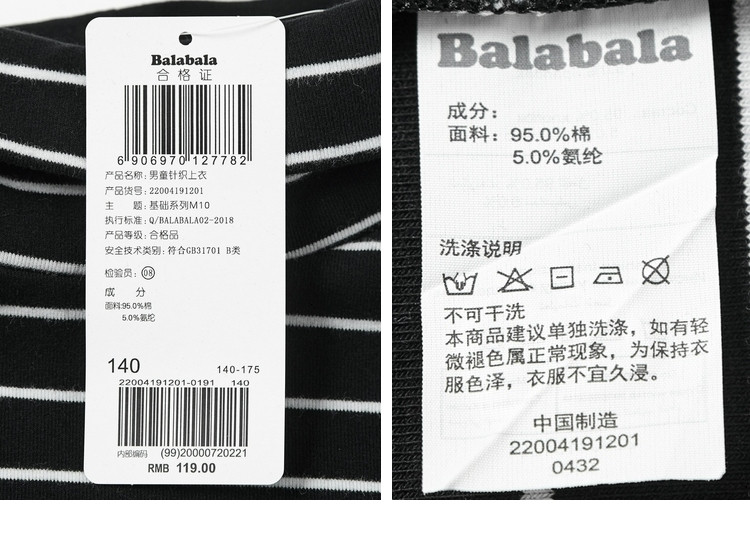 Balabala
合格证
6 906970 127782
产品名称: 男童针织上衣
产品货号: 22004191201
主 题: 基础系列M10
执行标准: Q/BALABALA02-2018
产品等级: 合格品
安全技术类别: 符合GB31701 B类
检验员: 08
成 分
面料:95.0%棉
5.0%氨纶
140 140-175
22004191201-0191 140
内部编码 (99)20000720221
RMB 119.00
Balabala
成分:
面料: 95.0%棉
5.0%氨纶
洗涤说明
不可干洗
本商品建议单独洗涤，如有轻
微褪色属正常现象，为保持衣
服色泽，衣服不宜久浸。
中国制造
22004191201
0432